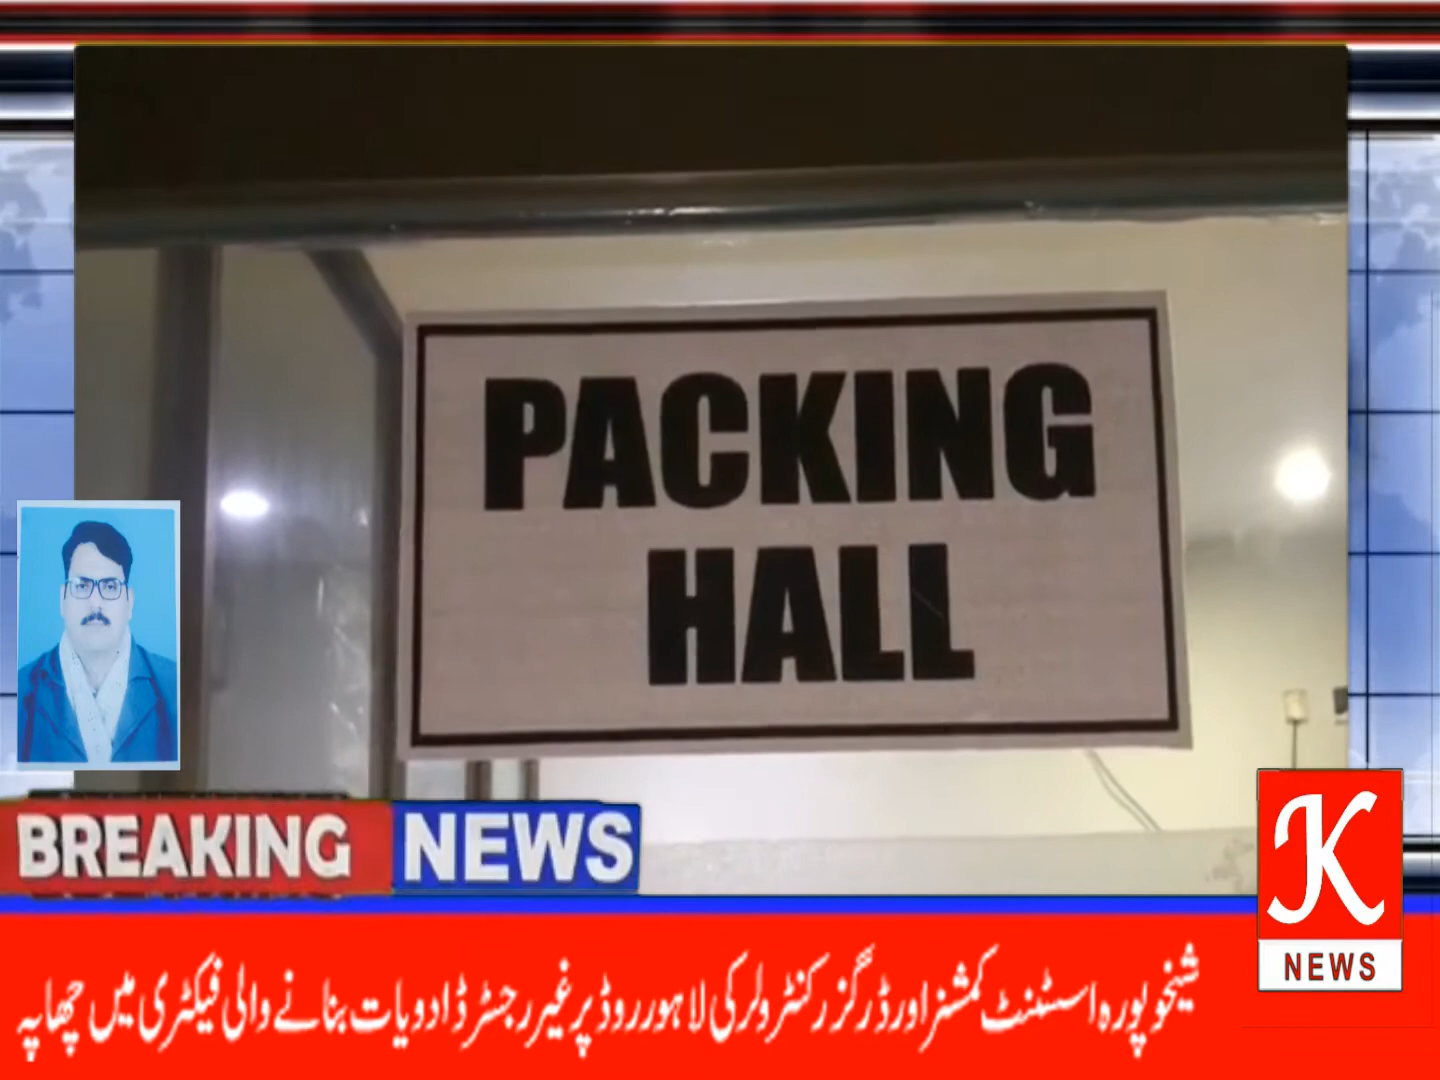 PACKING
HALL
BREAKING NEWS
K
NEWS
شیخوپورہ اسسٹنٹ کمشنر اور ڈرگز رکنٹرولر کی لاہور روڈ پر غیر رجسٹرڈ ادویات بنانے والی فیکٹری میں چھاپہ